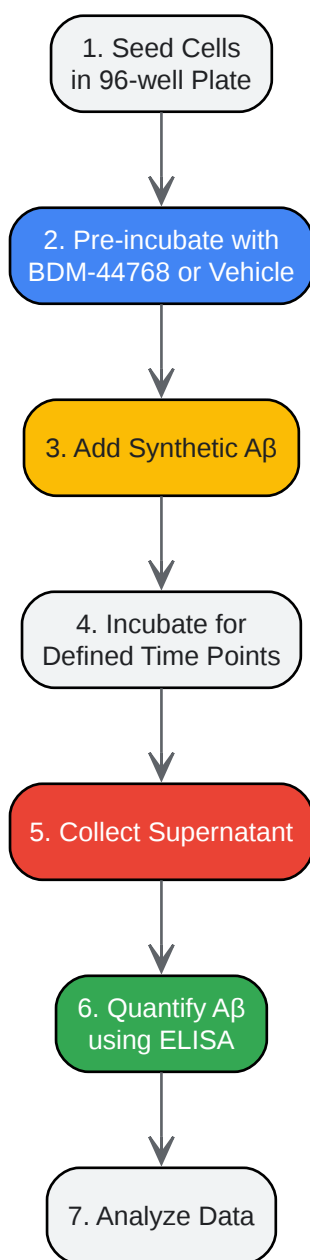 1. Seed Cells
in 96-well Plate
2. Pre-incubate with
BDM-44768 or Vehicle
3. Add Synthetic Aβ
4. Incubate for
Defined Time Points
5. Collect Supernatant
6. Quantify Aβ
using ELISA
7. Analyze Data